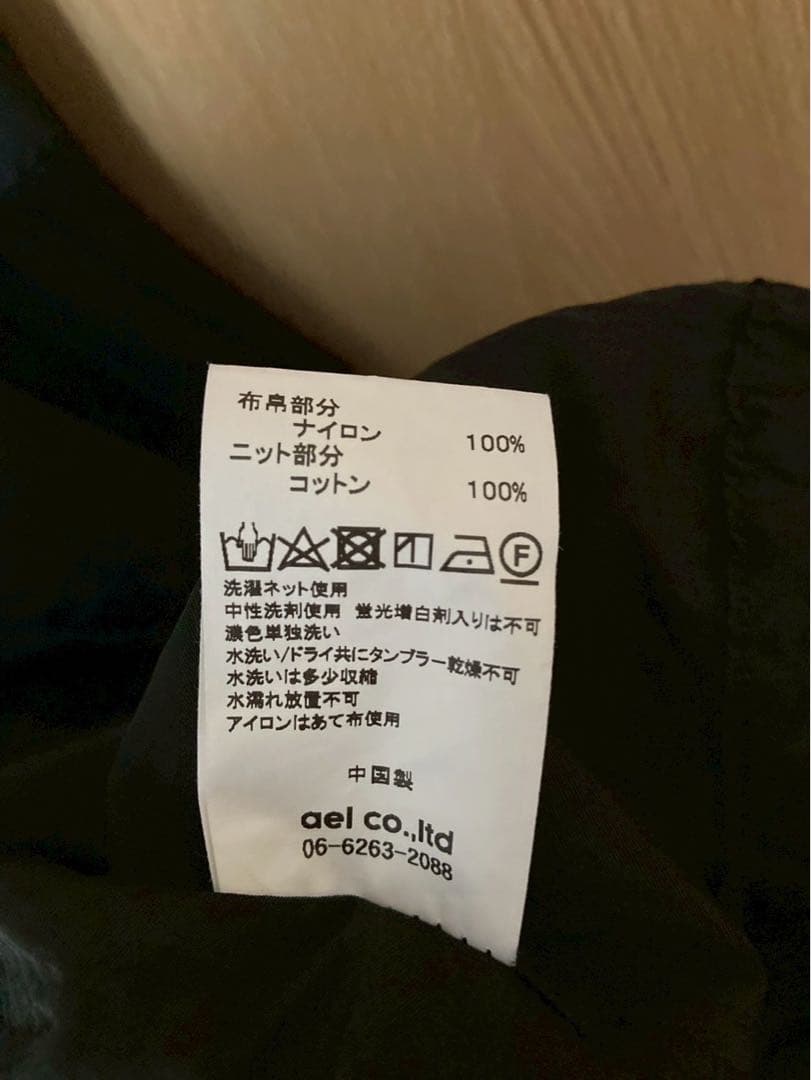 布帛部分
ナイロン 100%
ニット部分
コットン 100%
F
洗濯ネット使用
中性洗剤使用 蛍光増白剤入りは不可
濃色単独洗い
水洗い/ドライ共にタンブラー乾燥不可
水洗いは多少収縮
水濡れ放置不可
アイロンはあて布使用
中国製
ael co.,ltd
06-6263-2088